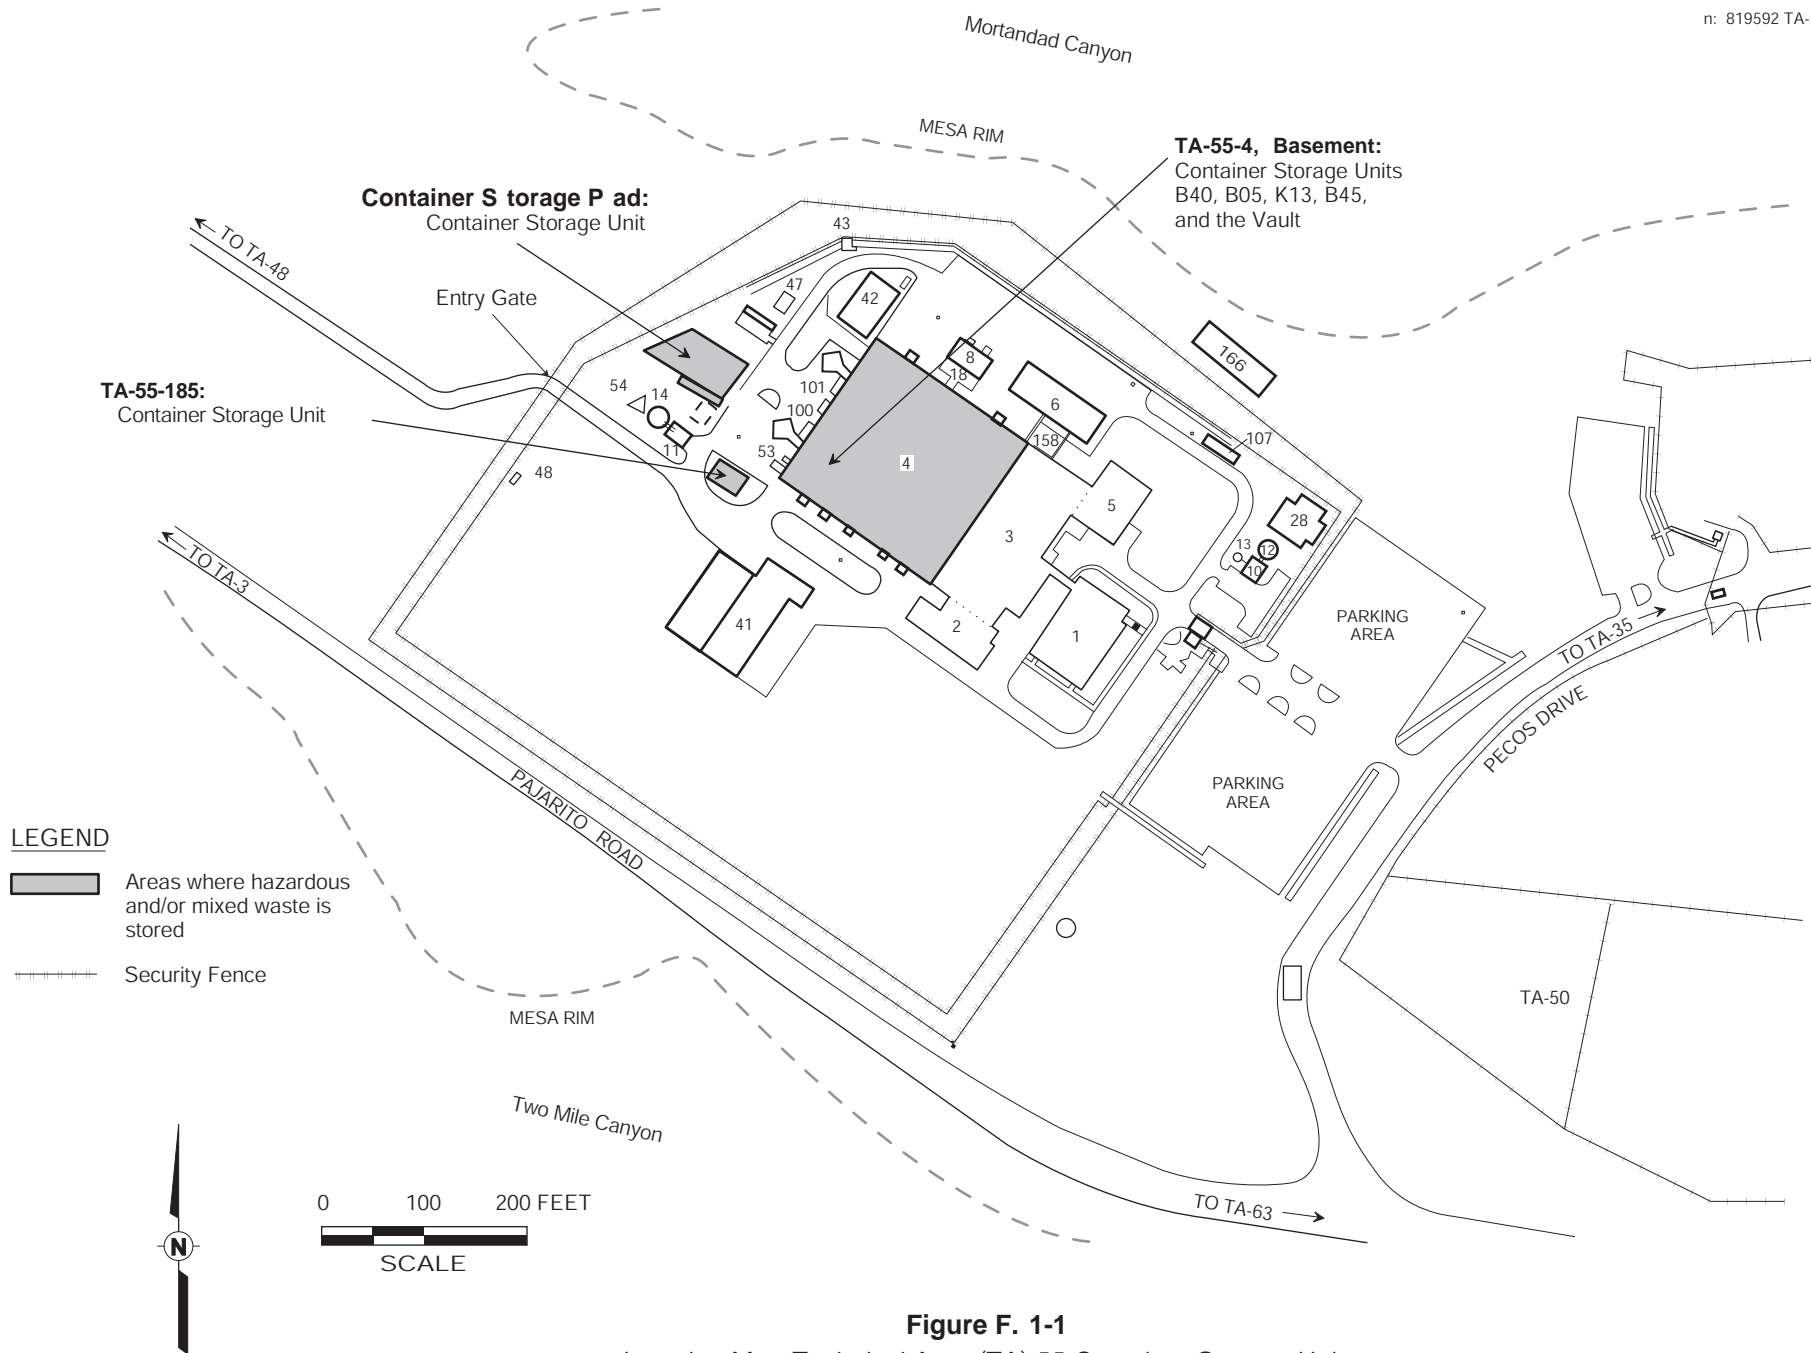 n: 819592 TA-
Mortandad Canyon
MESA RIM
TA-55-4, Basement:
Container Storage Units
B40, B05, K13, B45,
and the Vault
Container S torage P ad:
Container Storage Unit
43
TO TA-48
Entry Gate
47
42
8
18
166
TA-55-185:
Container Storage Unit
54
14
101
100
6
158
107
11
53
4
48
5
28
3
13
12
10
TO TA-3
41
2
1
PARKING
AREA
TO TA-35
PECOS DRIVE
PARKING
AREA
PAJARITO ROAD
LEGEND
Areas where hazardous
and/or mixed waste is
stored
Security Fence
TA-50
MESA RIM
Two Mile Canyon
TO TA-63
0 100 200 FEET
SCALE
N
Figure F. 1-1